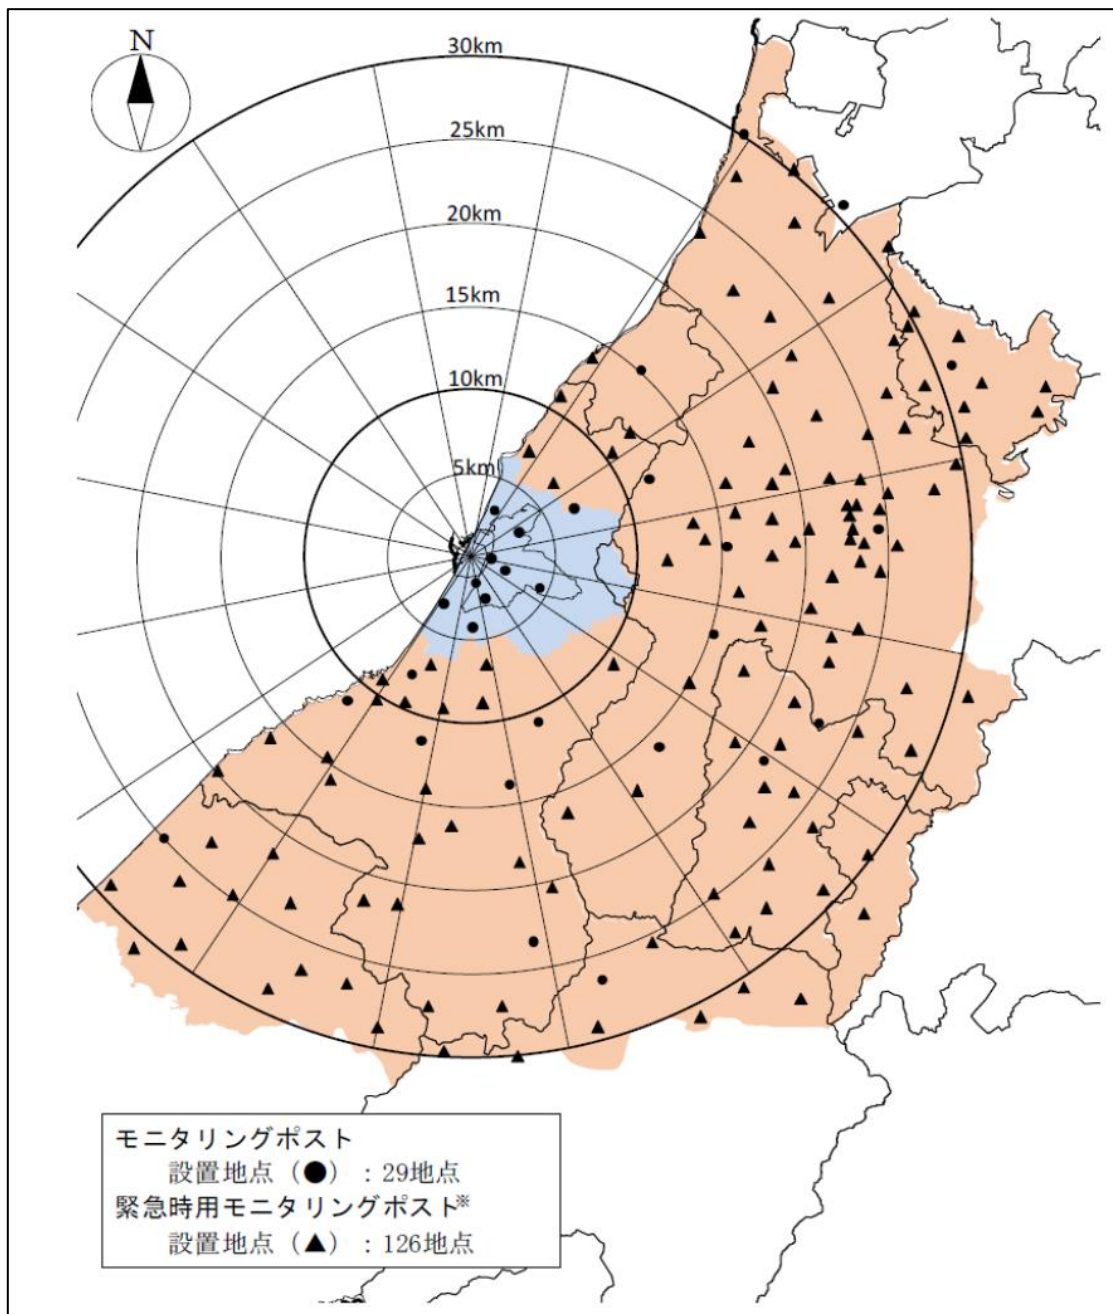 N
30km
25km
20km
15km
10km
5km
モニタリングポスト
設置地点（●）：29地点
緊急時用モニタリングポスト※
設置地点（▲）：126地点